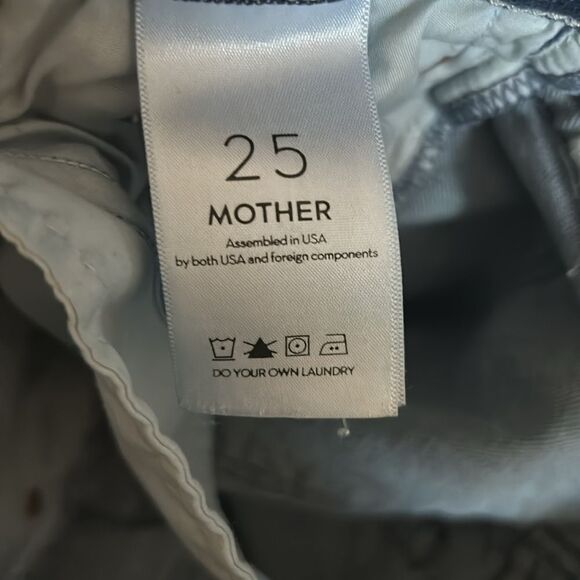 25
MOTHER
Assembled in USA
by both USA and foreign components
DO YOUR OWN LAUNDRY